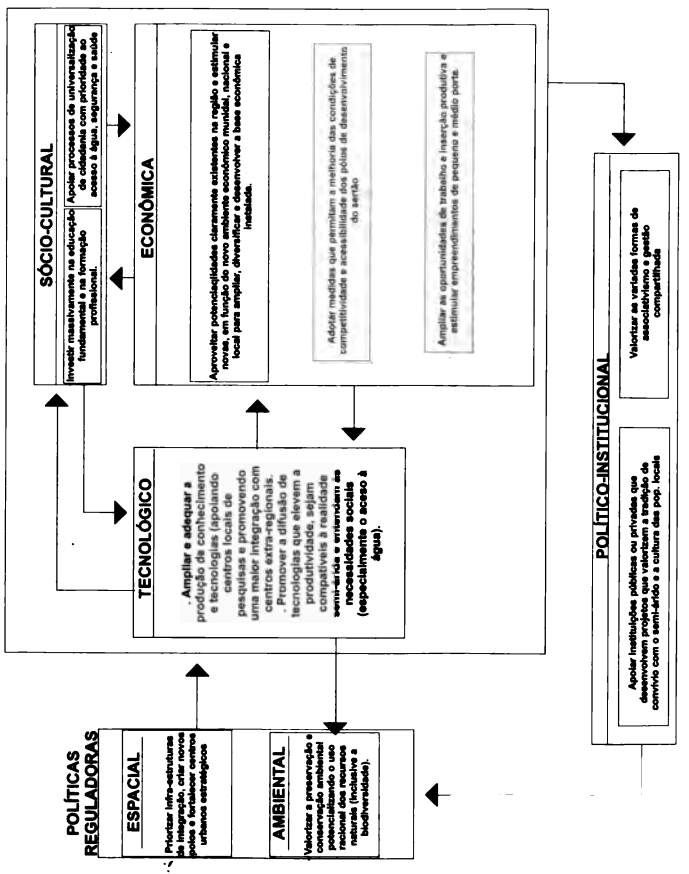 SÓCIO-CULTURAL
Investir massivamente na educação
fundamental e na formação
profissional.
Apoiar processos de universalização
de cidadania com prioridade ao
acesso à água, segurança e saúde
ECONÔMICA
Aproveitar potenciaqlidades claramente existentes na região e estimular
novas, em função do novo ambiente econômico munidal, nacional e
local para ampliar, diversificar e desenvolver a base econômica
instalada.
Adotar medidas que permitam a melhoria das condições de
competitividade e acessibilidade dos pólos de desenvolvimento
do sertão
Ampliar as oportunidades de trabalho e inserção produtiva e
estimular empreendimentos de pequeno e médio porte.
TECNOLÓGICO
- Ampliar e adequar a
produção de conhecimento
e tecnologias (apoiando
centros locais de
pesquisas e promovendo
uma maior integração com
centros extra-regionais.
- Promover a difusão de
tecnologias que elevem a
produtividade, sejam
compatíveis à realidade
semi-árida e atendam às
necessidades sociais
(especialmente o aceso à
água).
POLÍTICAS
REGULADORAS
ESPACIAL
Priorizar infra-estruturas
de integração, criar novos
polos e fortalecer centros
urbanos estratégicos
AMBIENTAL
Valorizar a preservação e
conservação ambiental
potencializando o uso
racional dos recursos
naturais (inclusive a
biodiversidade).
POLÍTICO-INSTITUCIONAL
Apoiar instituições públicas ou privadas que
desenvolvem projetos que valorizem a tradição de
convívio com o semi-árido e a cultura das pop. locais
Valorizar as variadas formas de
associativismo e gestão
compartilhada